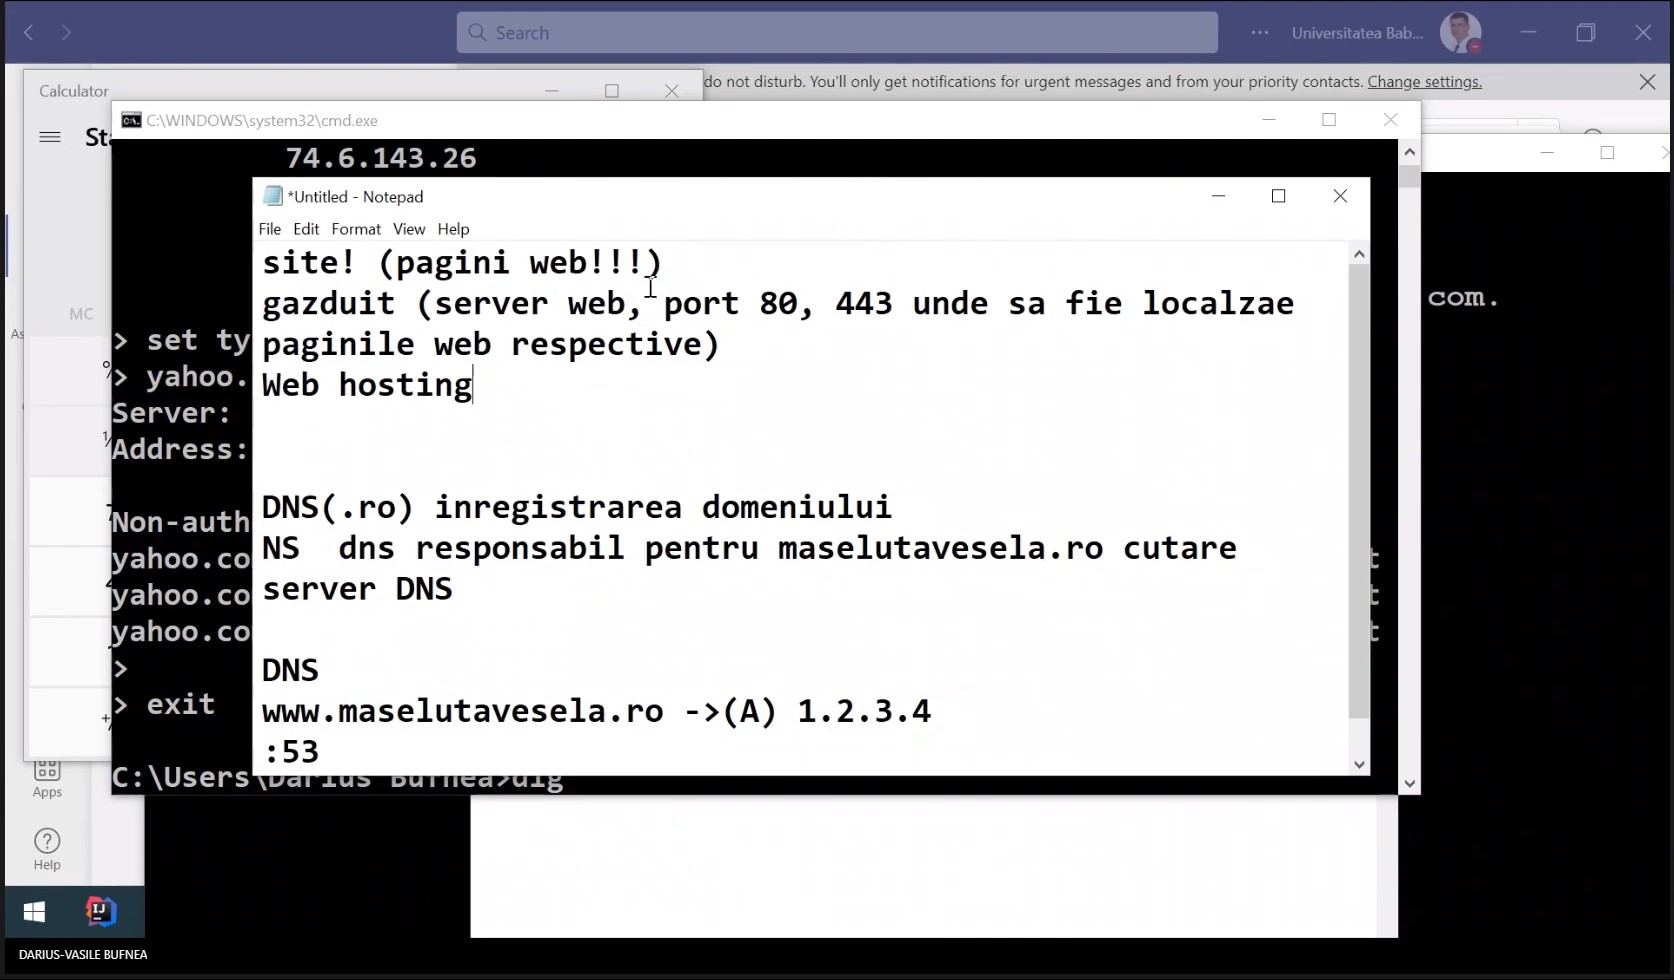 Search
Universitatea Bab...
do not disturb. You'll only get notifications for urgent messages and from your priority contacts. Change settings.
Calculator
C:\WINDOWS\system32\cmd.exe
74.6.143.26
*Untitled - Notepad
File Edit Format View Help
site! (pagini web!!!)
gazduit (server web, port 80, 443 unde sa fie localzae
paginile web respective)
Web hosting
DNS(.ro) inregistrarea domeniului
NS dns responsabil pentru maselutavesela.ro cutare
server DNS
DNS
www.maselutavesela.ro ->(A) 1.2.3.4
:53
com.
MC
> set ty
> yahoo.
Server:
Address:
Non-auth
yahoo.co
yahoo.co
yahoo.co
>
> exit
C:\Users\Darius Bufnea>dig
Apps
Help
DARIUS-VASILE BUFNEA